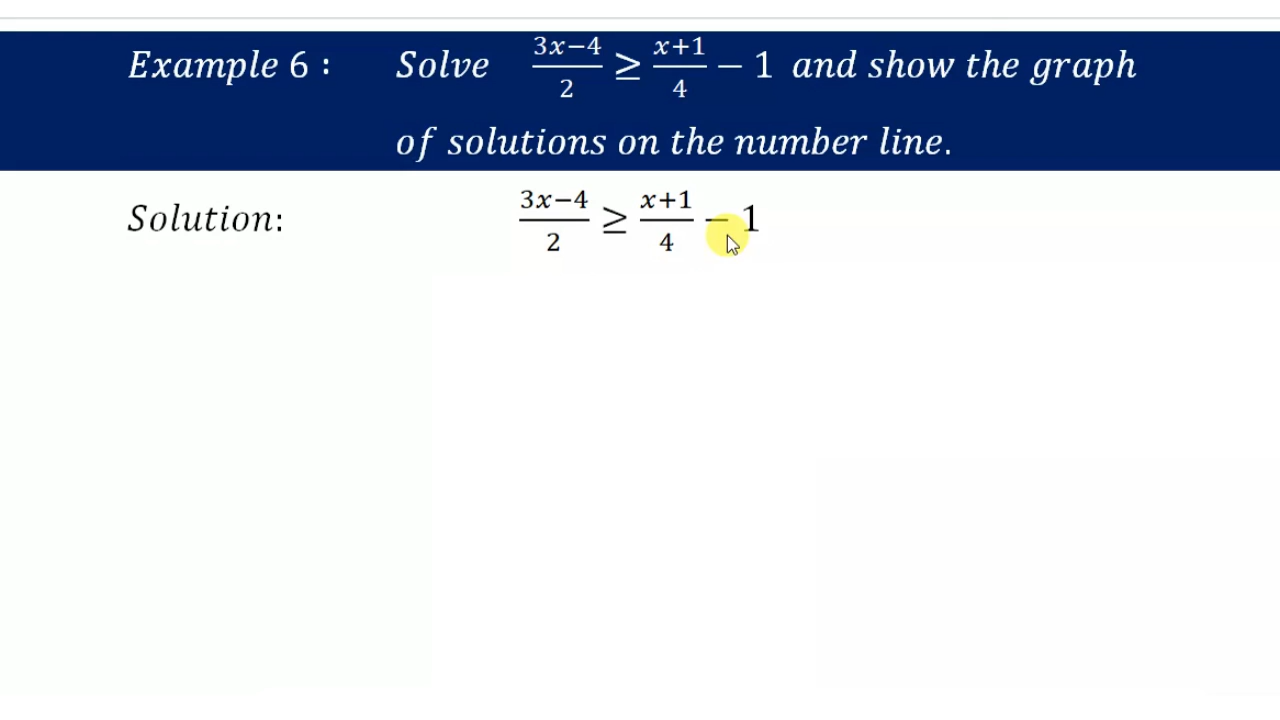 Example 6 : Solve (3x−4)/2 ≥ (x+1)/4 − 1 and show the graph
of solutions on the number line.
Solution: (3x−4)/2 ≥ (x+1)/4 − 1